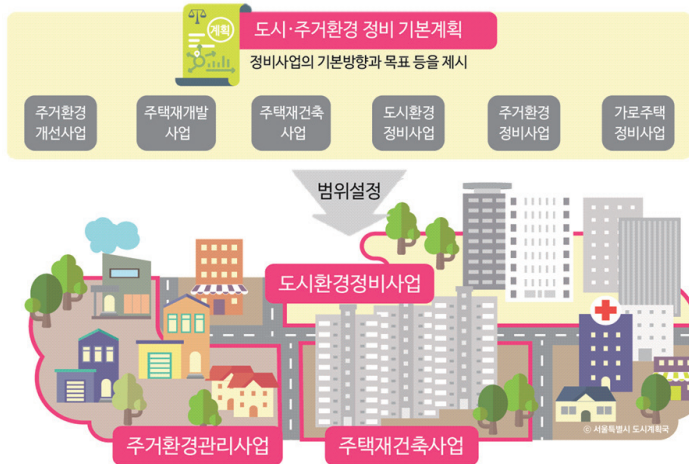 계획
도시·주거환경 정비 기본계획
정비사업의 기본방향과 목표 등을 제시
주거환경
개선사업
주택재개발
사업
주택재건축
사업
도시환경
정비사업
주거환경
정비사업
가로주택
정비사업
범위설정
도시환경정비사업
주거환경관리사업
주택재건축사업
ⓒ 서울특별시 도시계획국